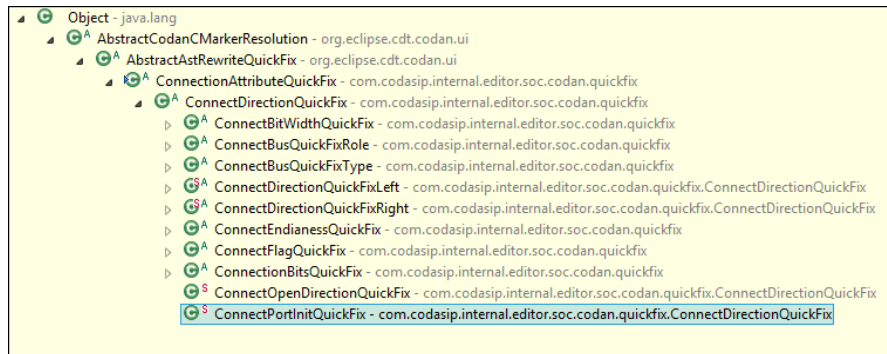 Object - java.lang
AbstractCodanCMarkerResolution - org.eclipse.cdt.codan.ui
AbstractAstRewriteQuickFix - org.eclipse.cdt.codan.ui
ConnectionAttributeQuickFix - com.codasip.internal.editor.soc.codan.quickfix
ConnectDirectionQuickFix - com.codasip.internal.editor.soc.codan.quickfix
ConnectBitWidthQuickFix - com.codasip.internal.editor.soc.codan.quickfix
ConnectBusQuickFixRole - com.codasip.internal.editor.soc.codan.quickfix
ConnectBusQuickFixType - com.codasip.internal.editor.soc.codan.quickfix
ConnectDirectionQuickFixLeft - com.codasip.internal.editor.soc.codan.quickfix.ConnectDirectionQuickFix
ConnectDirectionQuickFixRight - com.codasip.internal.editor.soc.codan.quickfix.ConnectDirectionQuickFix
ConnectEndianessQuickFix - com.codasip.internal.editor.soc.codan.quickfix
ConnectFlagQuickFix - com.codasip.internal.editor.soc.codan.quickfix
ConnectionBitsQuickFix - com.codasip.internal.editor.soc.codan.quickfix
ConnectOpenDirectionQuickFix - com.codasip.internal.editor.soc.codan.quickfix.ConnectDirectionQuickFix
ConnectPortInitQuickFix - com.codasip.internal.editor.soc.codan.quickfix.ConnectDirectionQuickFix